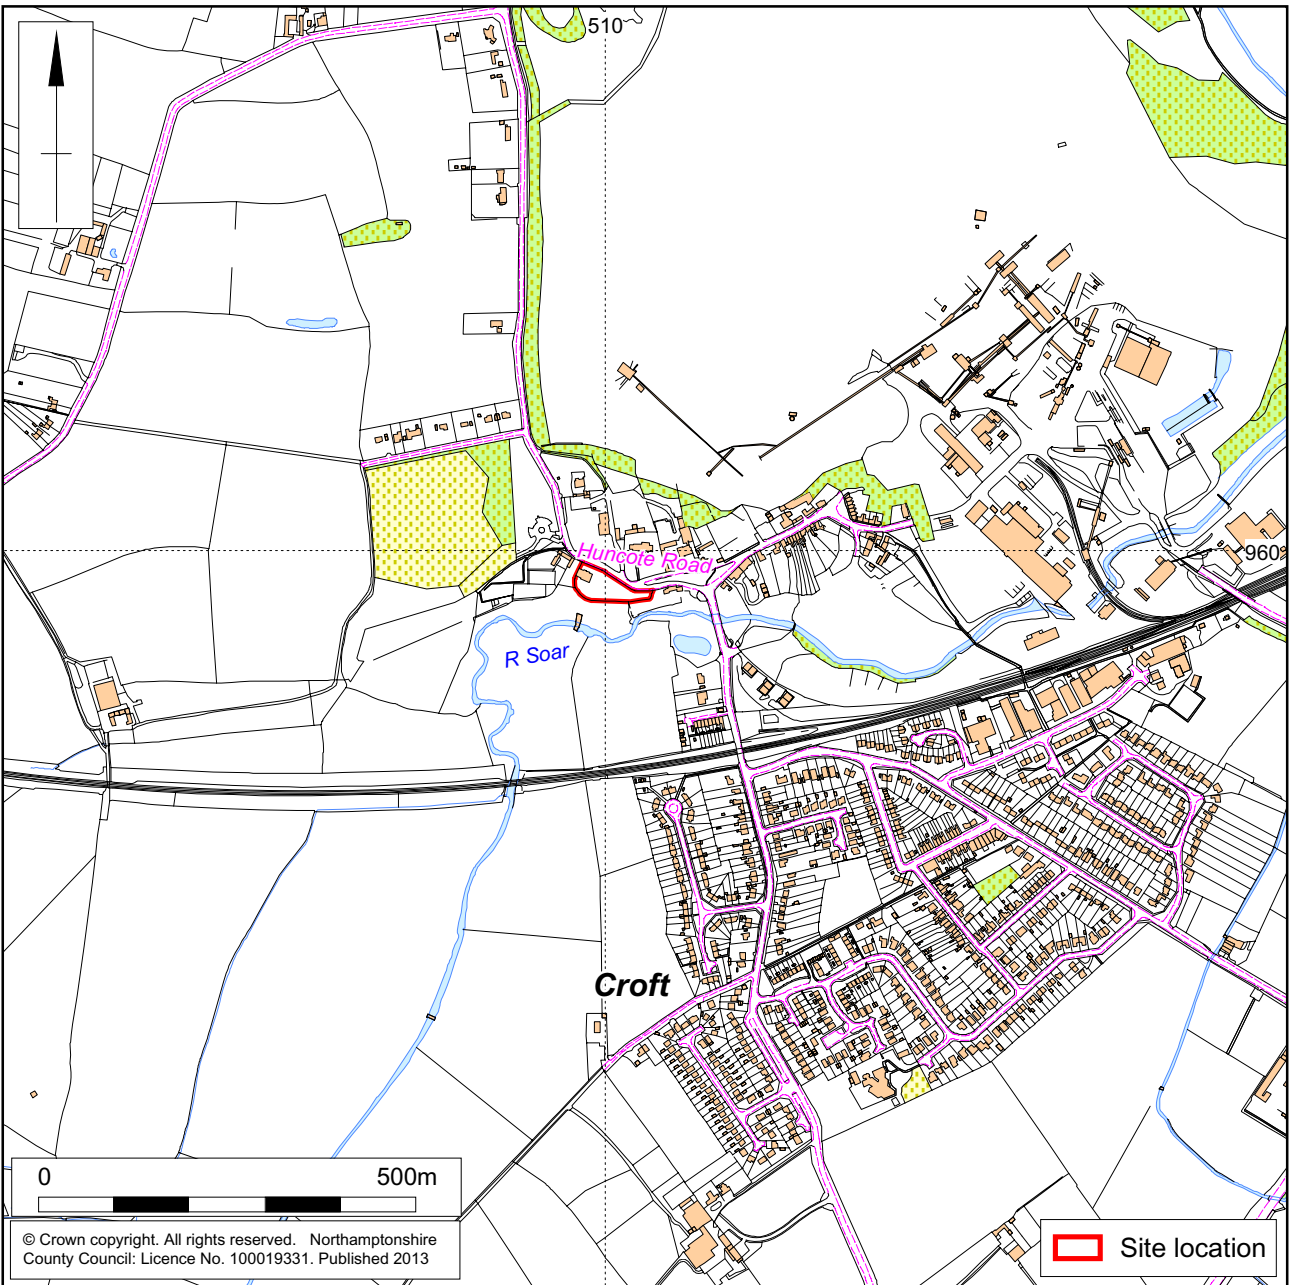 510
Huncote Road
960
R Soar
Croft
0 500m
© Crown copyright. All rights reserved. Northamptonshire
County Council: Licence No. 100019331. Published 2013
Site location